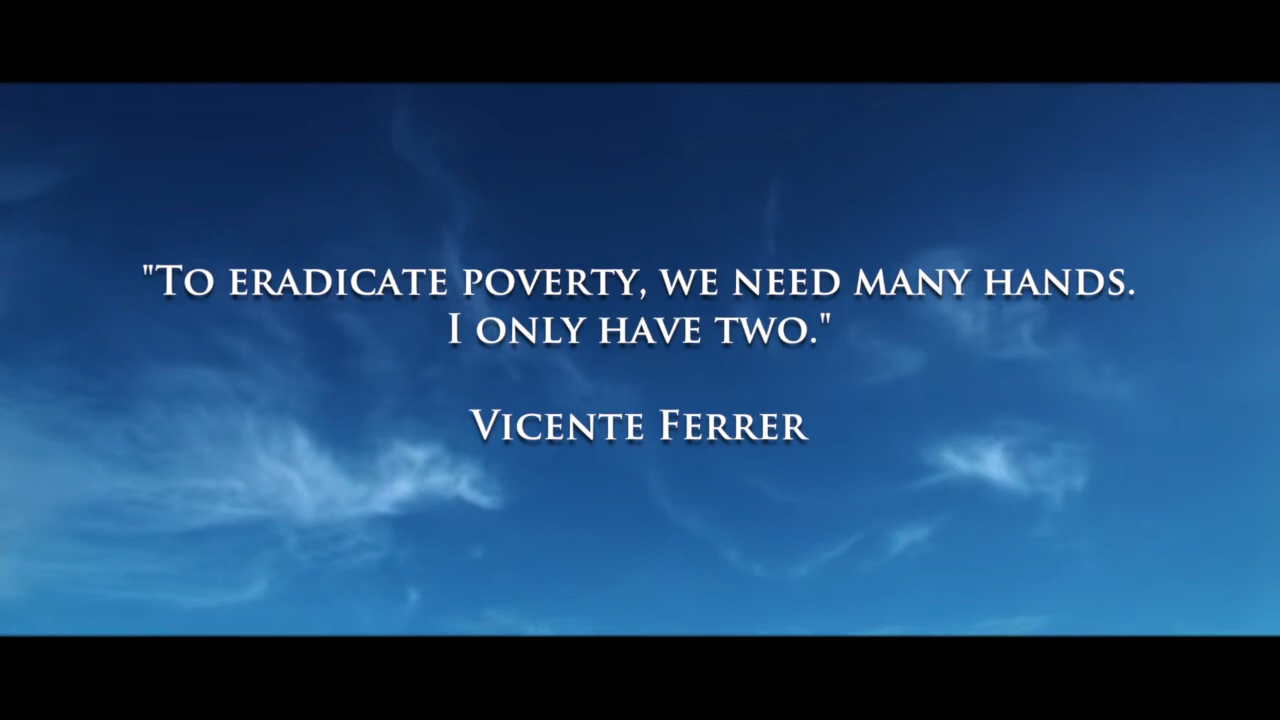 "To eradicate poverty, we need many hands.
I only have two."
Vicente Ferrer